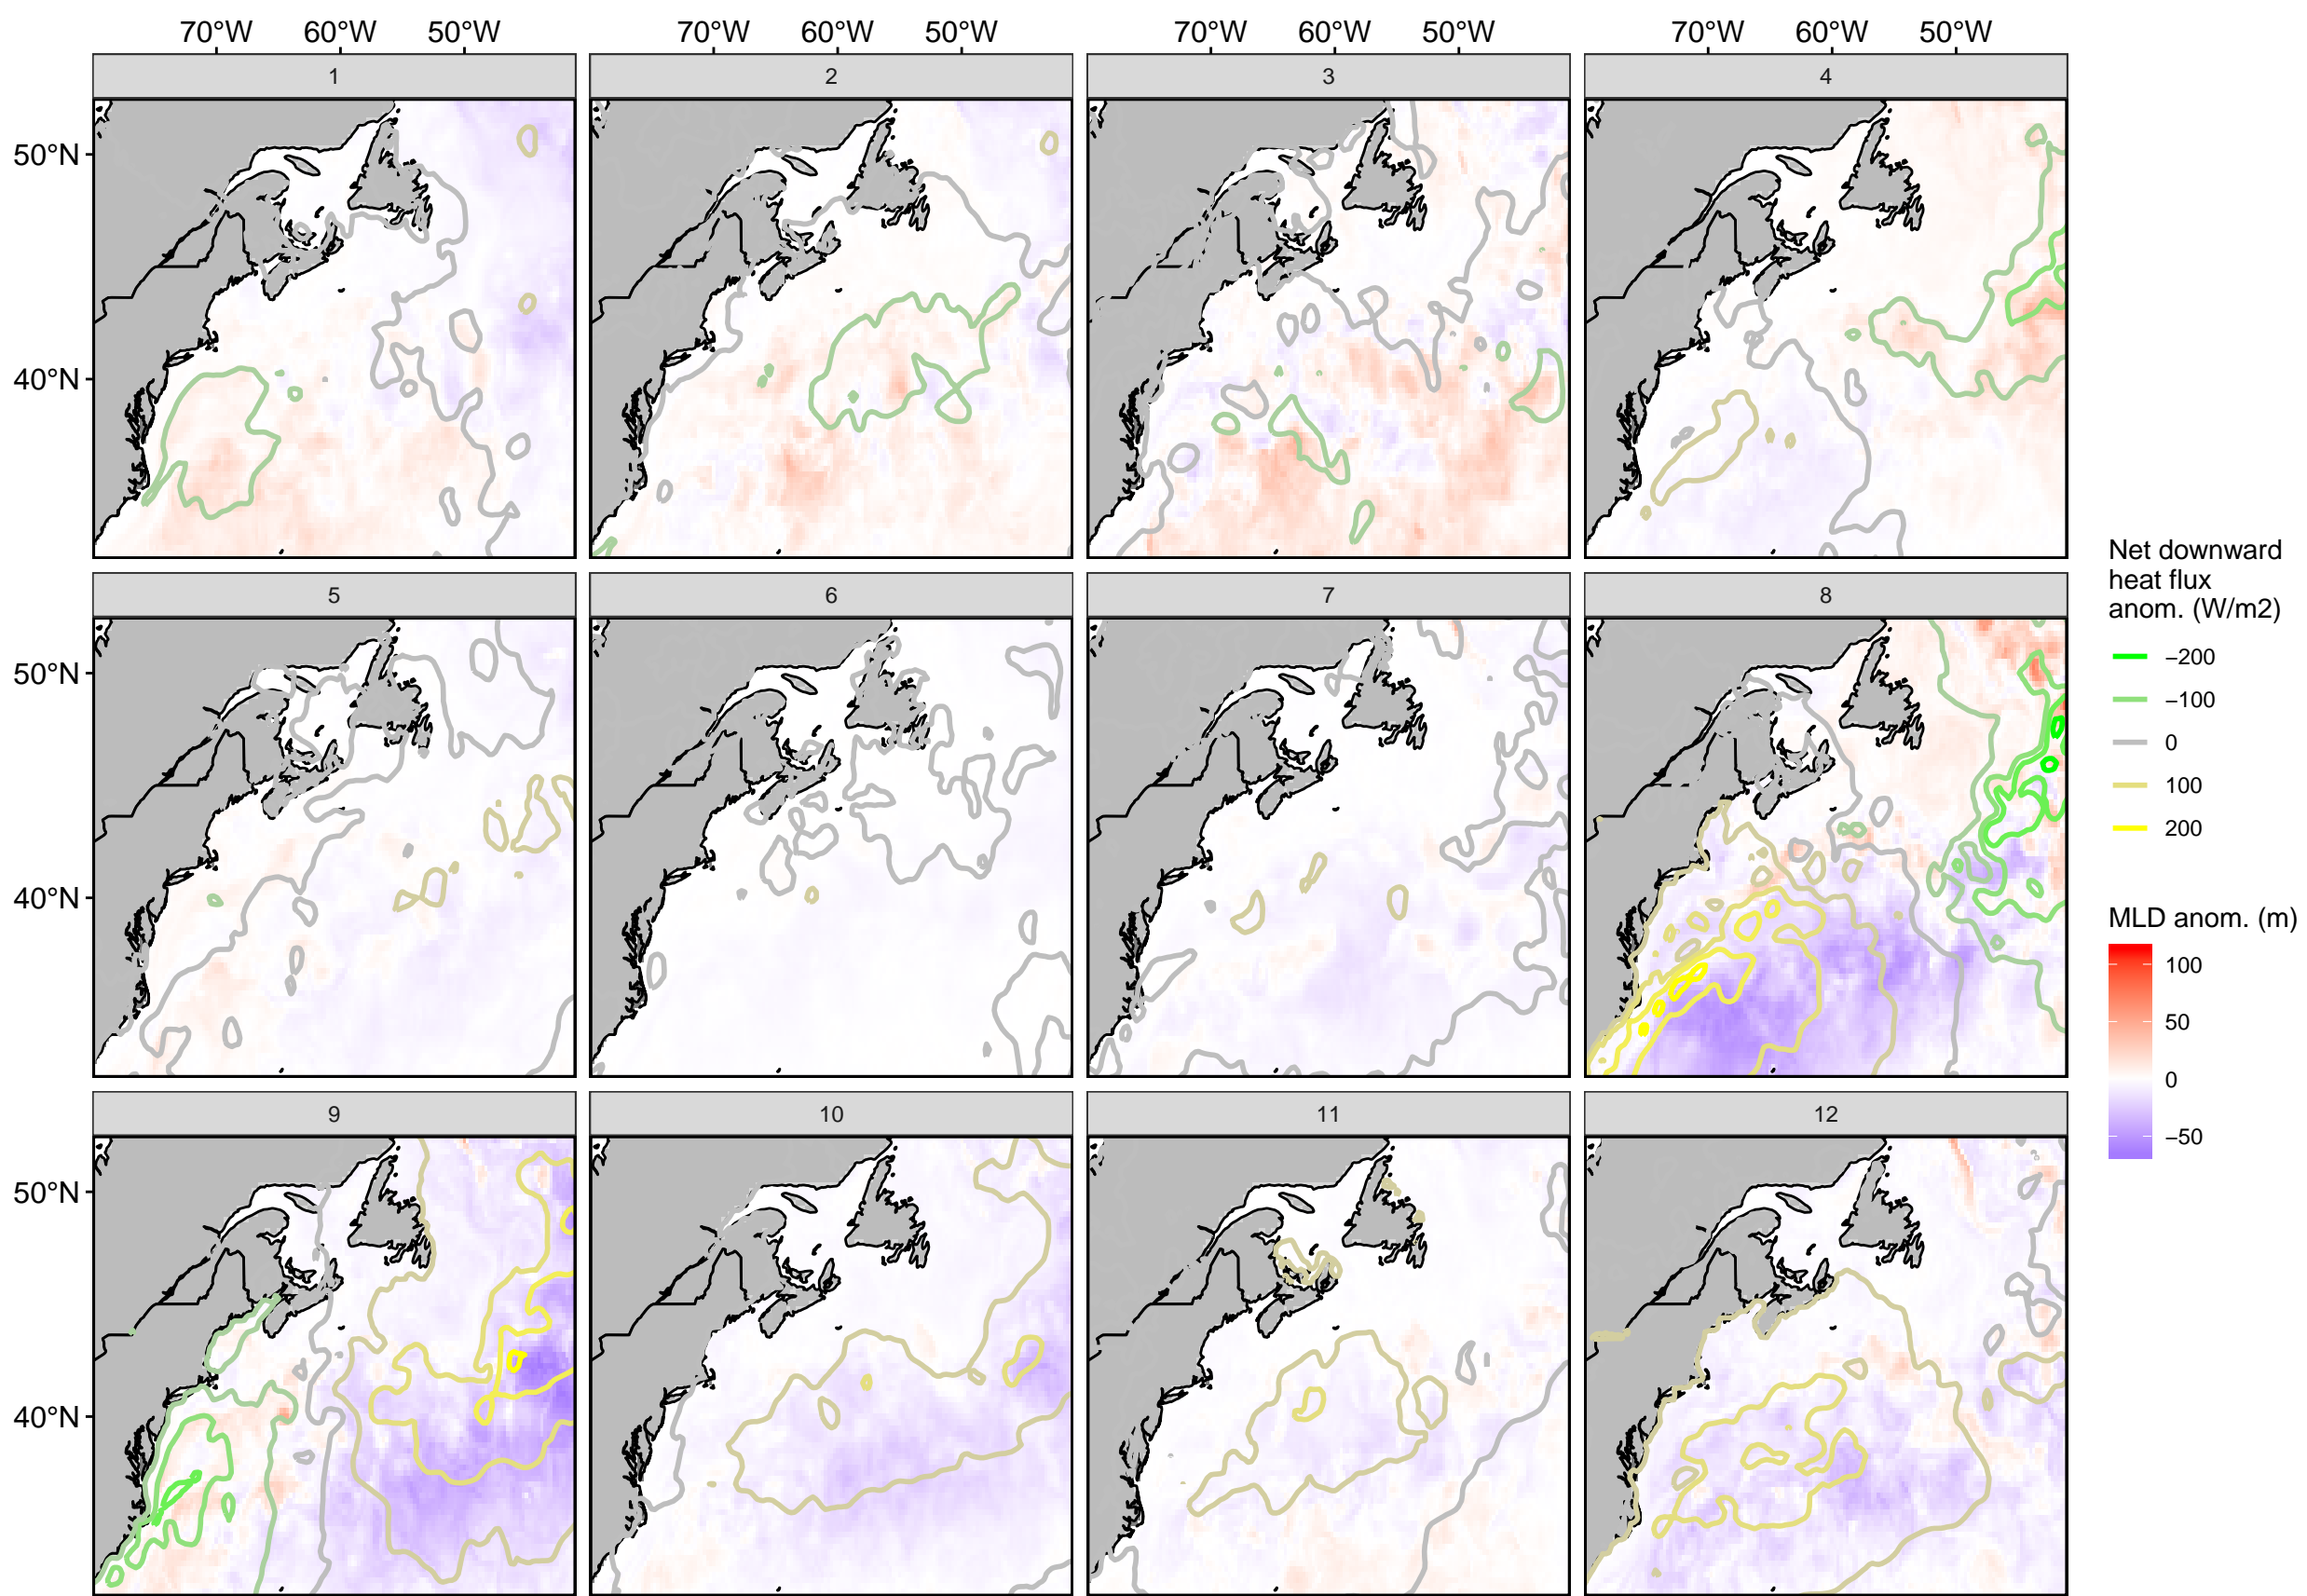 70°W 60°W 50°W 70°W 60°W 50°W 70°W 60°W 50°W 70°W 60°W 50°W
1 2 3 4
50°N
40°N
5 6 7 8
50°N
40°N
9 10 11 12
50°N
40°N
Net downward
heat flux
anom. (W/m2)
−200
−100
0
100
200
MLD anom. (m)
100
50
0
−50